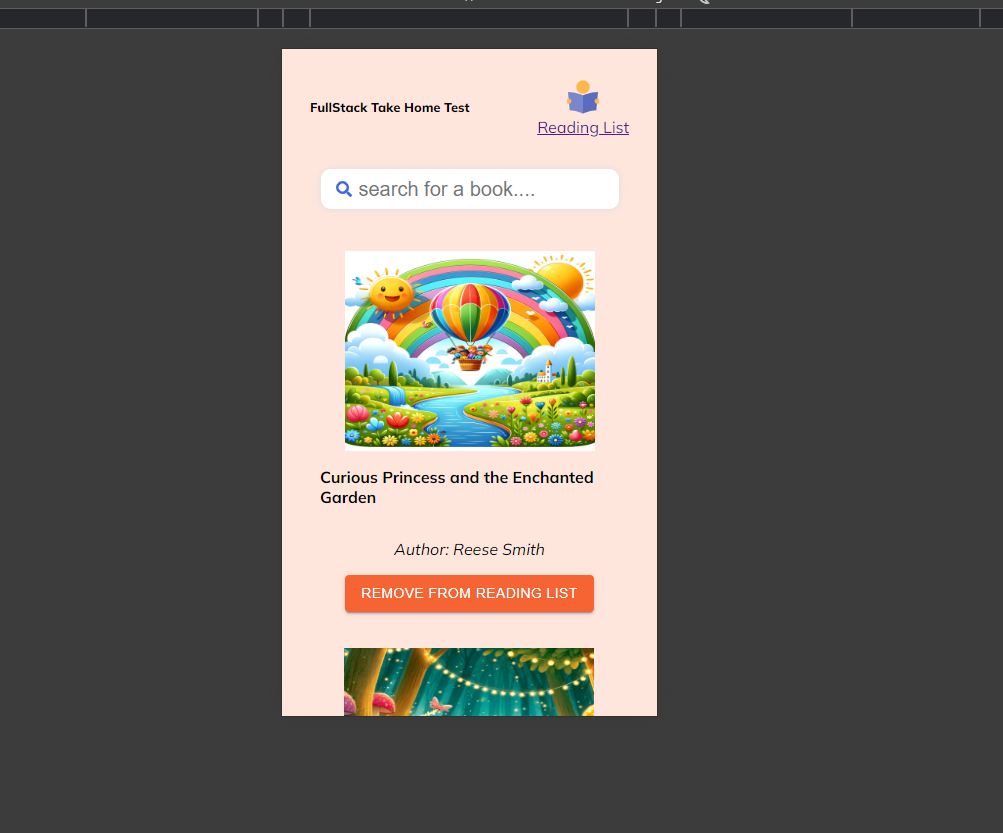 FullStack Take Home Test
Reading List
search for a book....
Curious Princess and the Enchanted
Garden
Author: Reese Smith
REMOVE FROM READING LIST